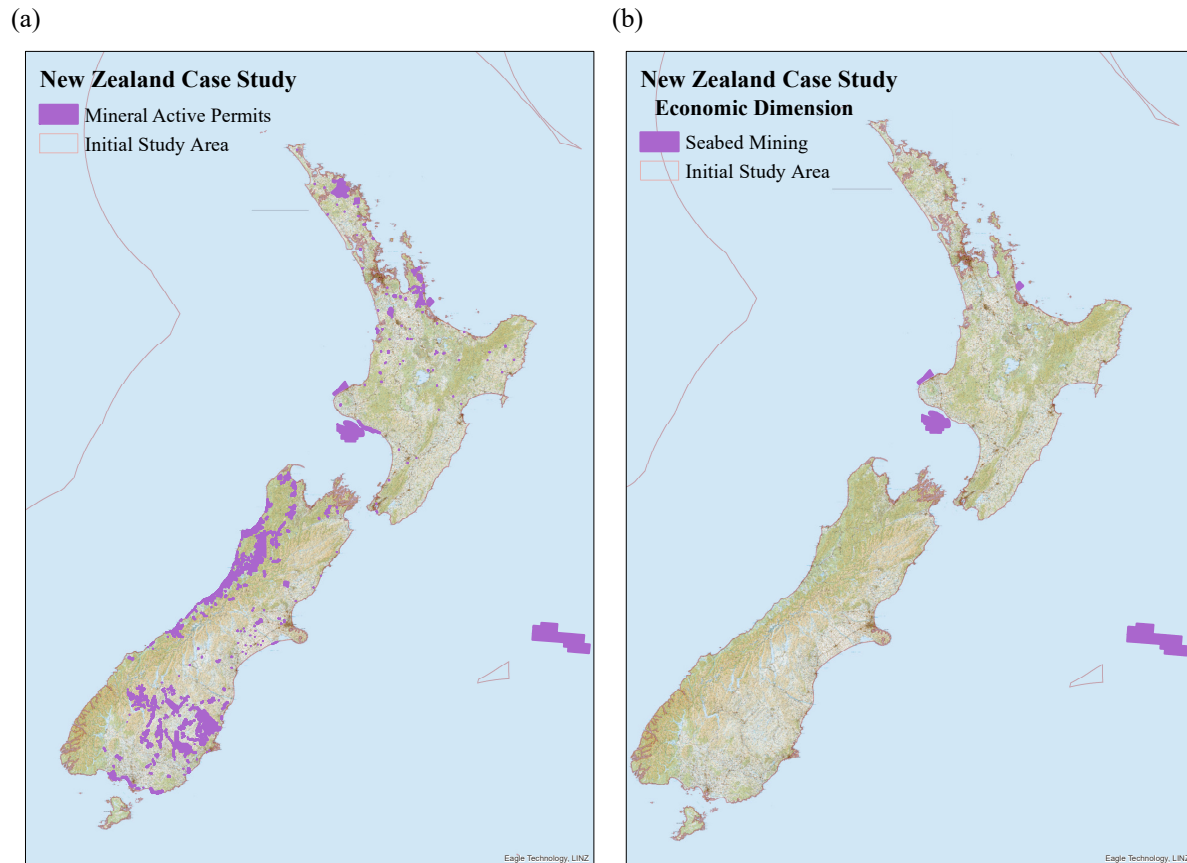 (a)
(b)
New Zealand Case Study
Mineral Active Permits
Initial Study Area
Eagle Technology, LINZ
New Zealand Case Study
Economic Dimension
Seabed Mining
Initial Study Area
Eagle Technology, LINZ